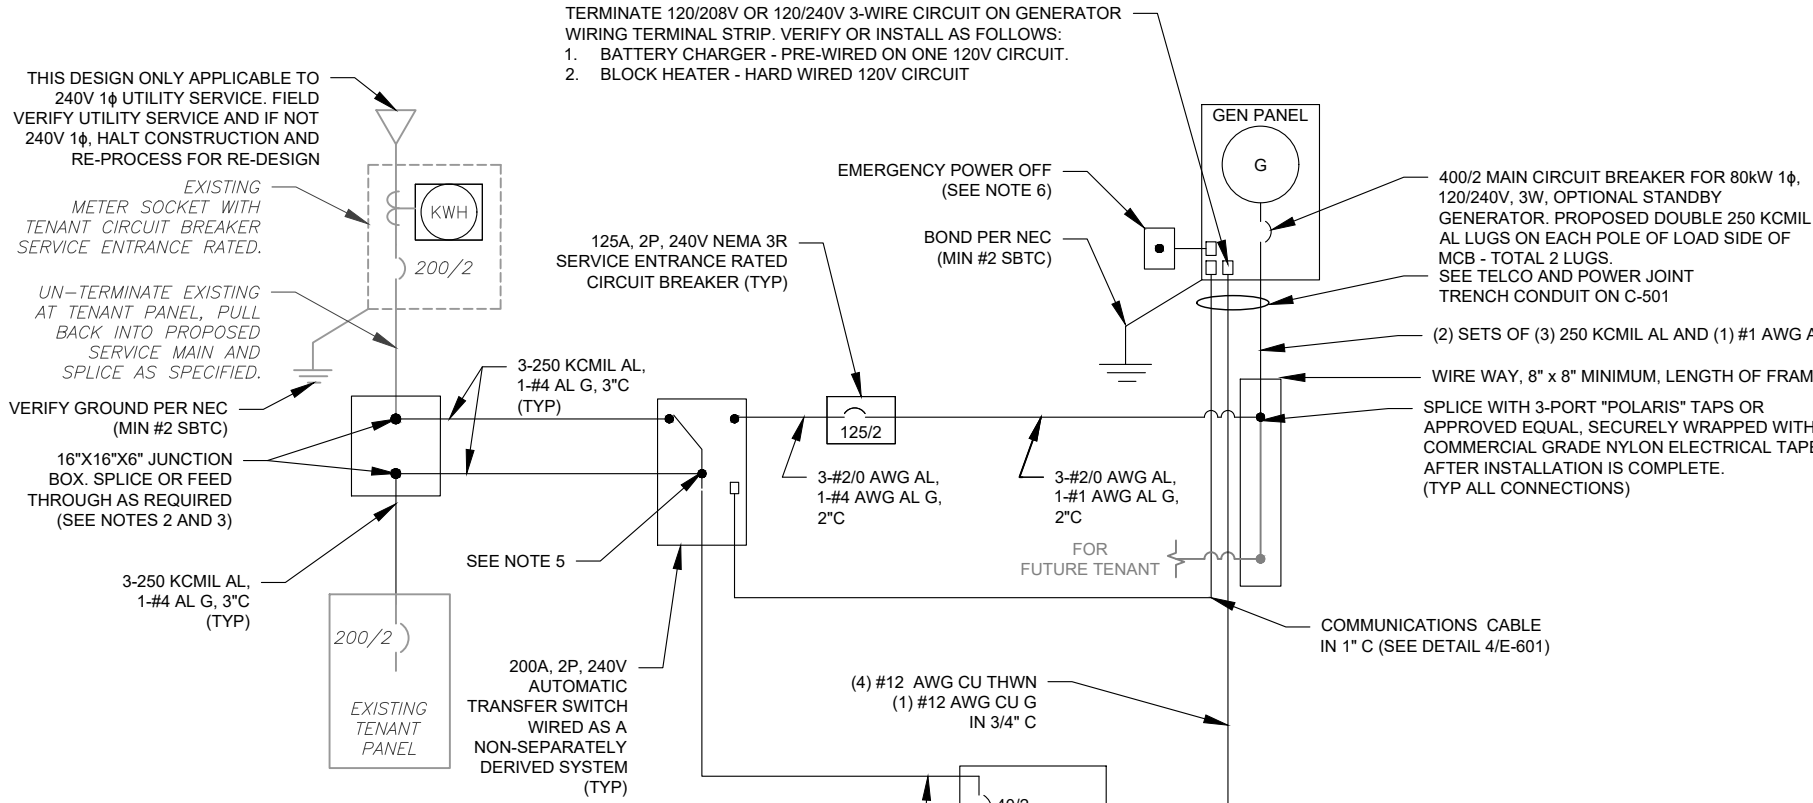 TERMINATE 120/208V OR 120/240V 3-WIRE CIRCUIT ON GENERATOR
WIRING TERMINAL STRIP. VERIFY OR INSTALL AS FOLLOWS:
1. BATTERY CHARGER - PRE-WIRED ON ONE 120V CIRCUIT.
2. BLOCK HEATER - HARD WIRED 120V CIRCUIT
THIS DESIGN ONLY APPLICABLE TO
240V 1ϕ UTILITY SERVICE. FIELD
VERIFY UTILITY SERVICE AND IF NOT
240V 1ϕ, HALT CONSTRUCTION AND
RE-PROCESS FOR RE-DESIGN
EXISTING
METER SOCKET WITH
TENANT CIRCUIT BREAKER
SERVICE ENTRANCE RATED.
KWH
200/2
UN-TERMINATE EXISTING
AT TENANT PANEL, PULL
BACK INTO PROPOSED
SERVICE MAIN AND
SPLICE AS SPECIFIED.
VERIFY GROUND PER NEC
(MIN #2 SBTC)
16"X16"X6" JUNCTION
BOX. SPLICE OR FEED
THROUGH AS REQUIRED
(SEE NOTES 2 AND 3)
3-250 KCMIL AL,
1-#4 AL G, 3"C
(TYP)
200/2
EXISTING
TENANT
PANEL
3-250 KCMIL AL,
1-#4 AL G, 3"C
(TYP)
SEE NOTE 5
200A, 2P, 240V
AUTOMATIC
TRANSFER SWITCH
WIRED AS A
NON-SEPARATELY
DERIVED SYSTEM
(TYP)
125A, 2P, 240V NEMA 3R
SERVICE ENTRANCE RATED
CIRCUIT BREAKER (TYP)
125/2
3-#2/0 AWG AL,
1-#4 AWG AL G,
2"C
3-#2/0 AWG AL,
1-#1 AWG AL G,
2"C
EMERGENCY POWER OFF
(SEE NOTE 6)
BOND PER NEC
(MIN #2 SBTC)
GEN PANEL
G
400/2 MAIN CIRCUIT BREAKER FOR 80kW 1ϕ,
120/240V, 3W, OPTIONAL STANDBY
GENERATOR. PROPOSED DOUBLE 250 KCMIL
AL LUGS ON EACH POLE OF LOAD SIDE OF
MCB - TOTAL 2 LUGS.
SEE TELCO AND POWER JOINT
TRENCH CONDUIT ON C-501
(2) SETS OF (3) 250 KCMIL AL AND (1) #1 AWG A
WIRE WAY, 8" x 8" MINIMUM, LENGTH OF FRAM
SPLICE WITH 3-PORT "POLARIS" TAPS OR
APPROVED EQUAL, SECURELY WRAPPED WITH
COMMERCIAL GRADE NYLON ELECTRICAL TAPE
AFTER INSTALLATION IS COMPLETE.
(TYP ALL CONNECTIONS)
FOR
FUTURE TENANT
COMMUNICATIONS CABLE
IN 1" C (SEE DETAIL 4/E-601)
(4) #12 AWG CU THWN
(1) #12 AWG CU G
IN 3/4" C